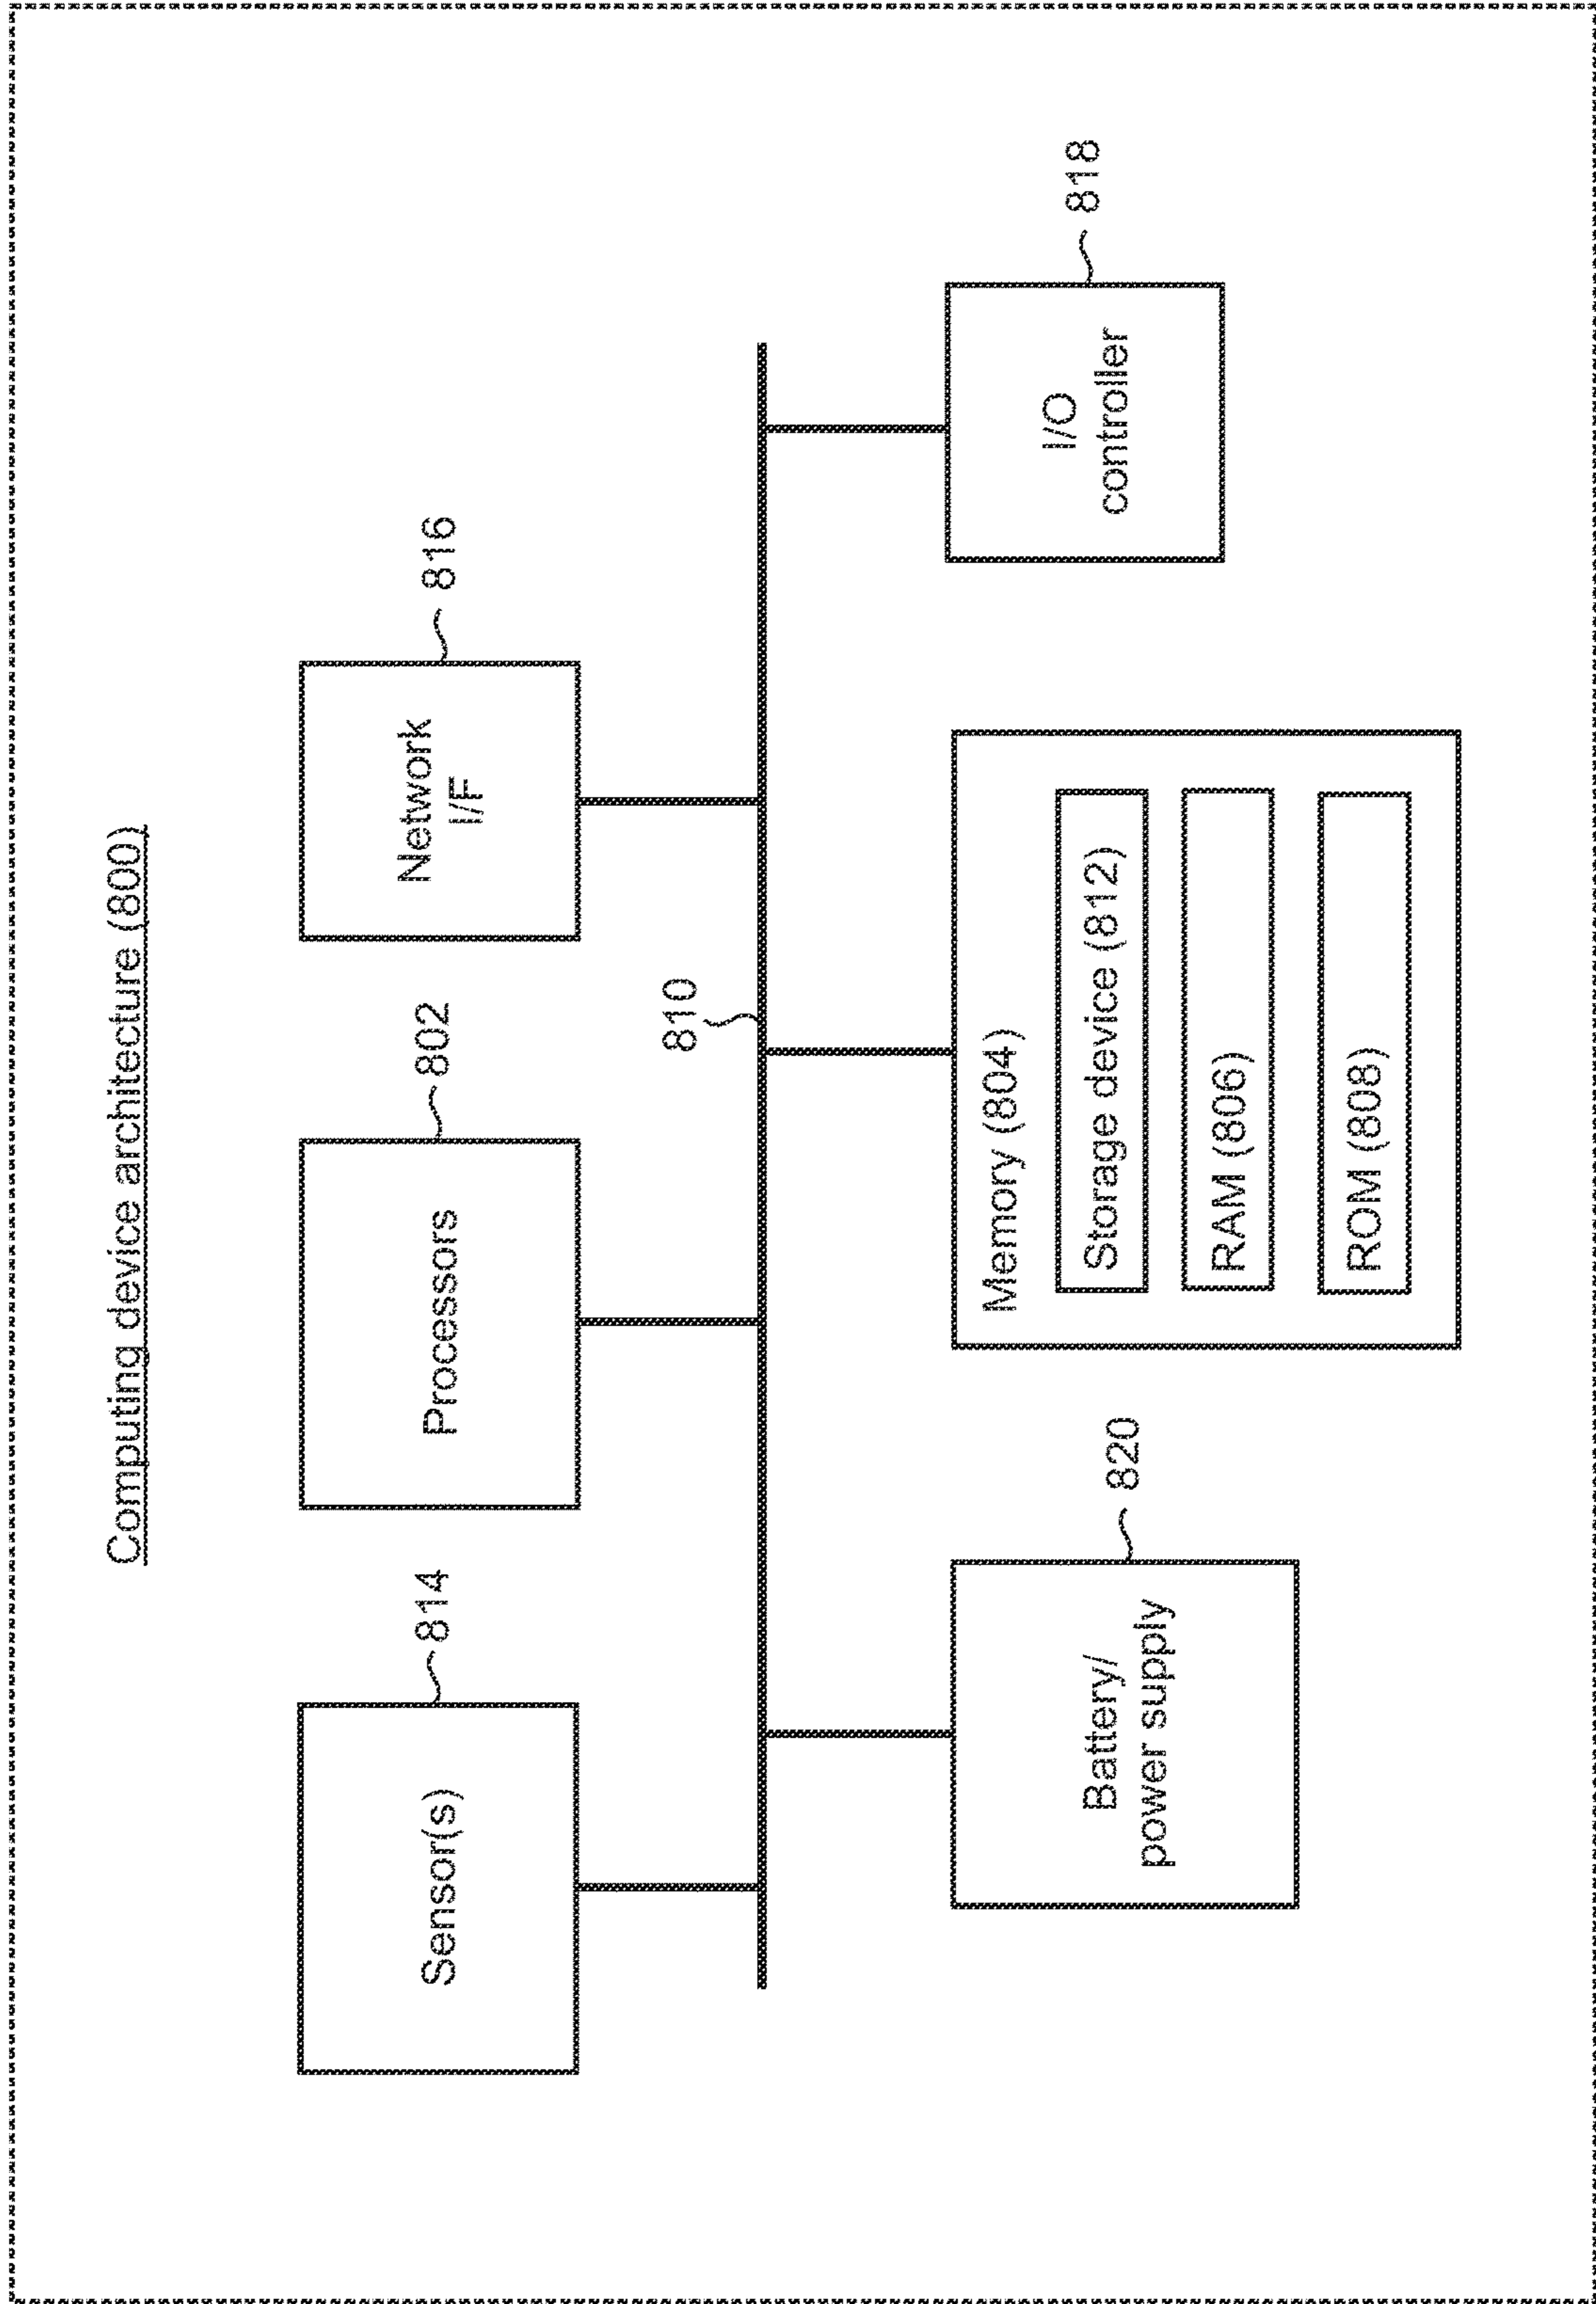 Computing device architecture (800)
814
802
816
Sensor(s)
Processors
Network
I/F
810
Memory (804)
Storage device (812)
RAM (806)
ROM (808)
820
818
Battery/
power supply
I/O
controller